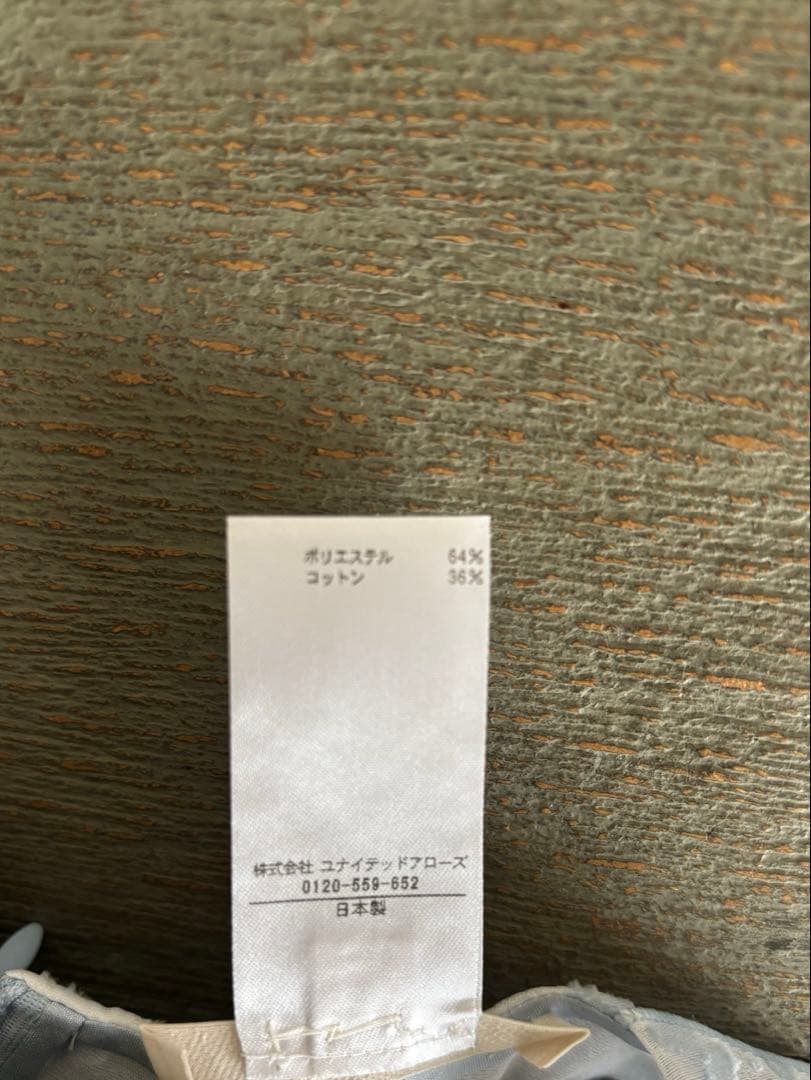 ポリエステル 64%
コットン 36%
株式会社 ユナイテッドアローズ
0120-559-652
日本製